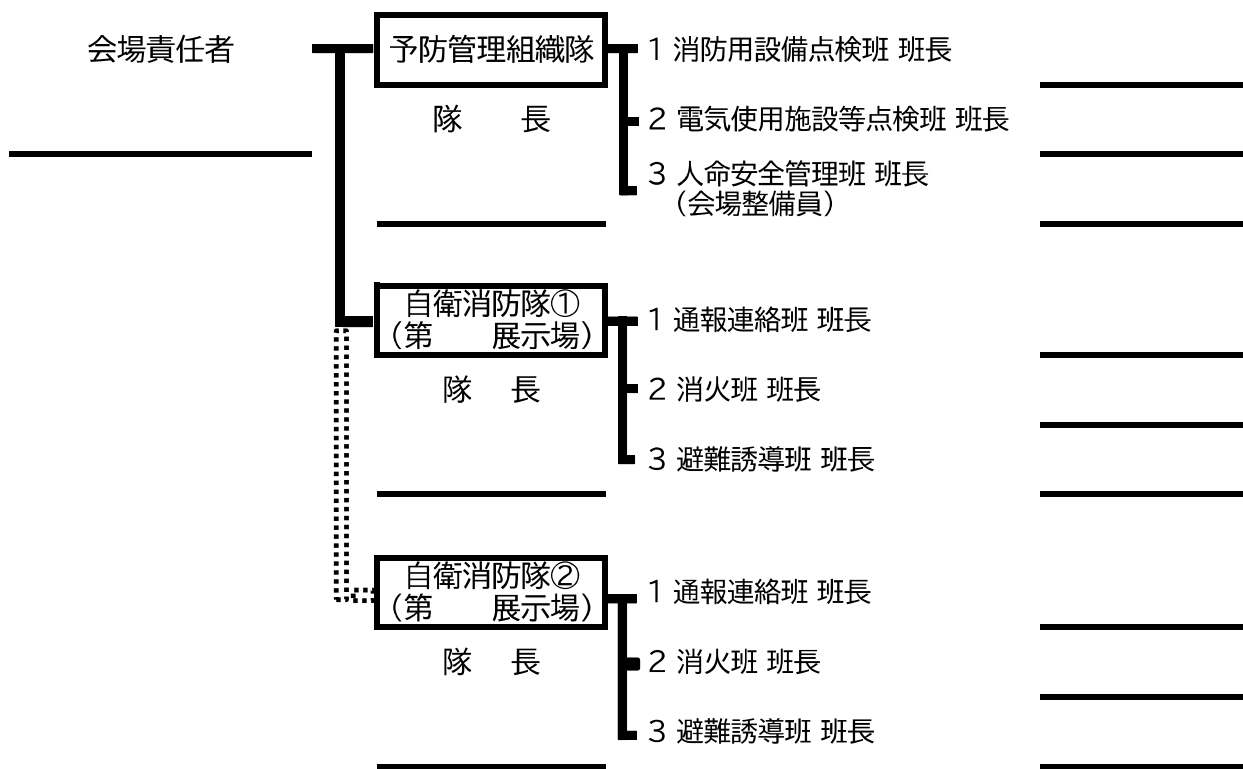 会場責任者
予防管理組織隊
隊 長
1 消防用設備点検班 班長
2 電気使用施設等点検班 班長
3 人命安全管理班 班長
（会場整備員）
自衛消防隊①
（第　　展示場）
隊 長
1 通報連絡班 班長
2 消火班 班長
3 避難誘導班 班長
自衛消防隊②
（第　　展示場）
隊 長
1 通報連絡班 班長
2 消火班 班長
3 避難誘導班 班長